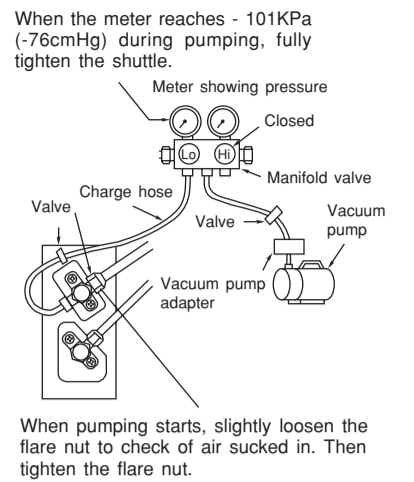 When the meter reaches - 101KPa
(-76cmHg) during pumping, fully
tighten the shuttle.
Meter showing pressure
Closed
Lo
Hi
Manifold valve
Charge hose
Valve
Valve
Vacuum
pump
Vacuum pump
adapter
When pumping starts, slightly loosen the
flare nut to check of air sucked in. Then
tighten the flare nut.